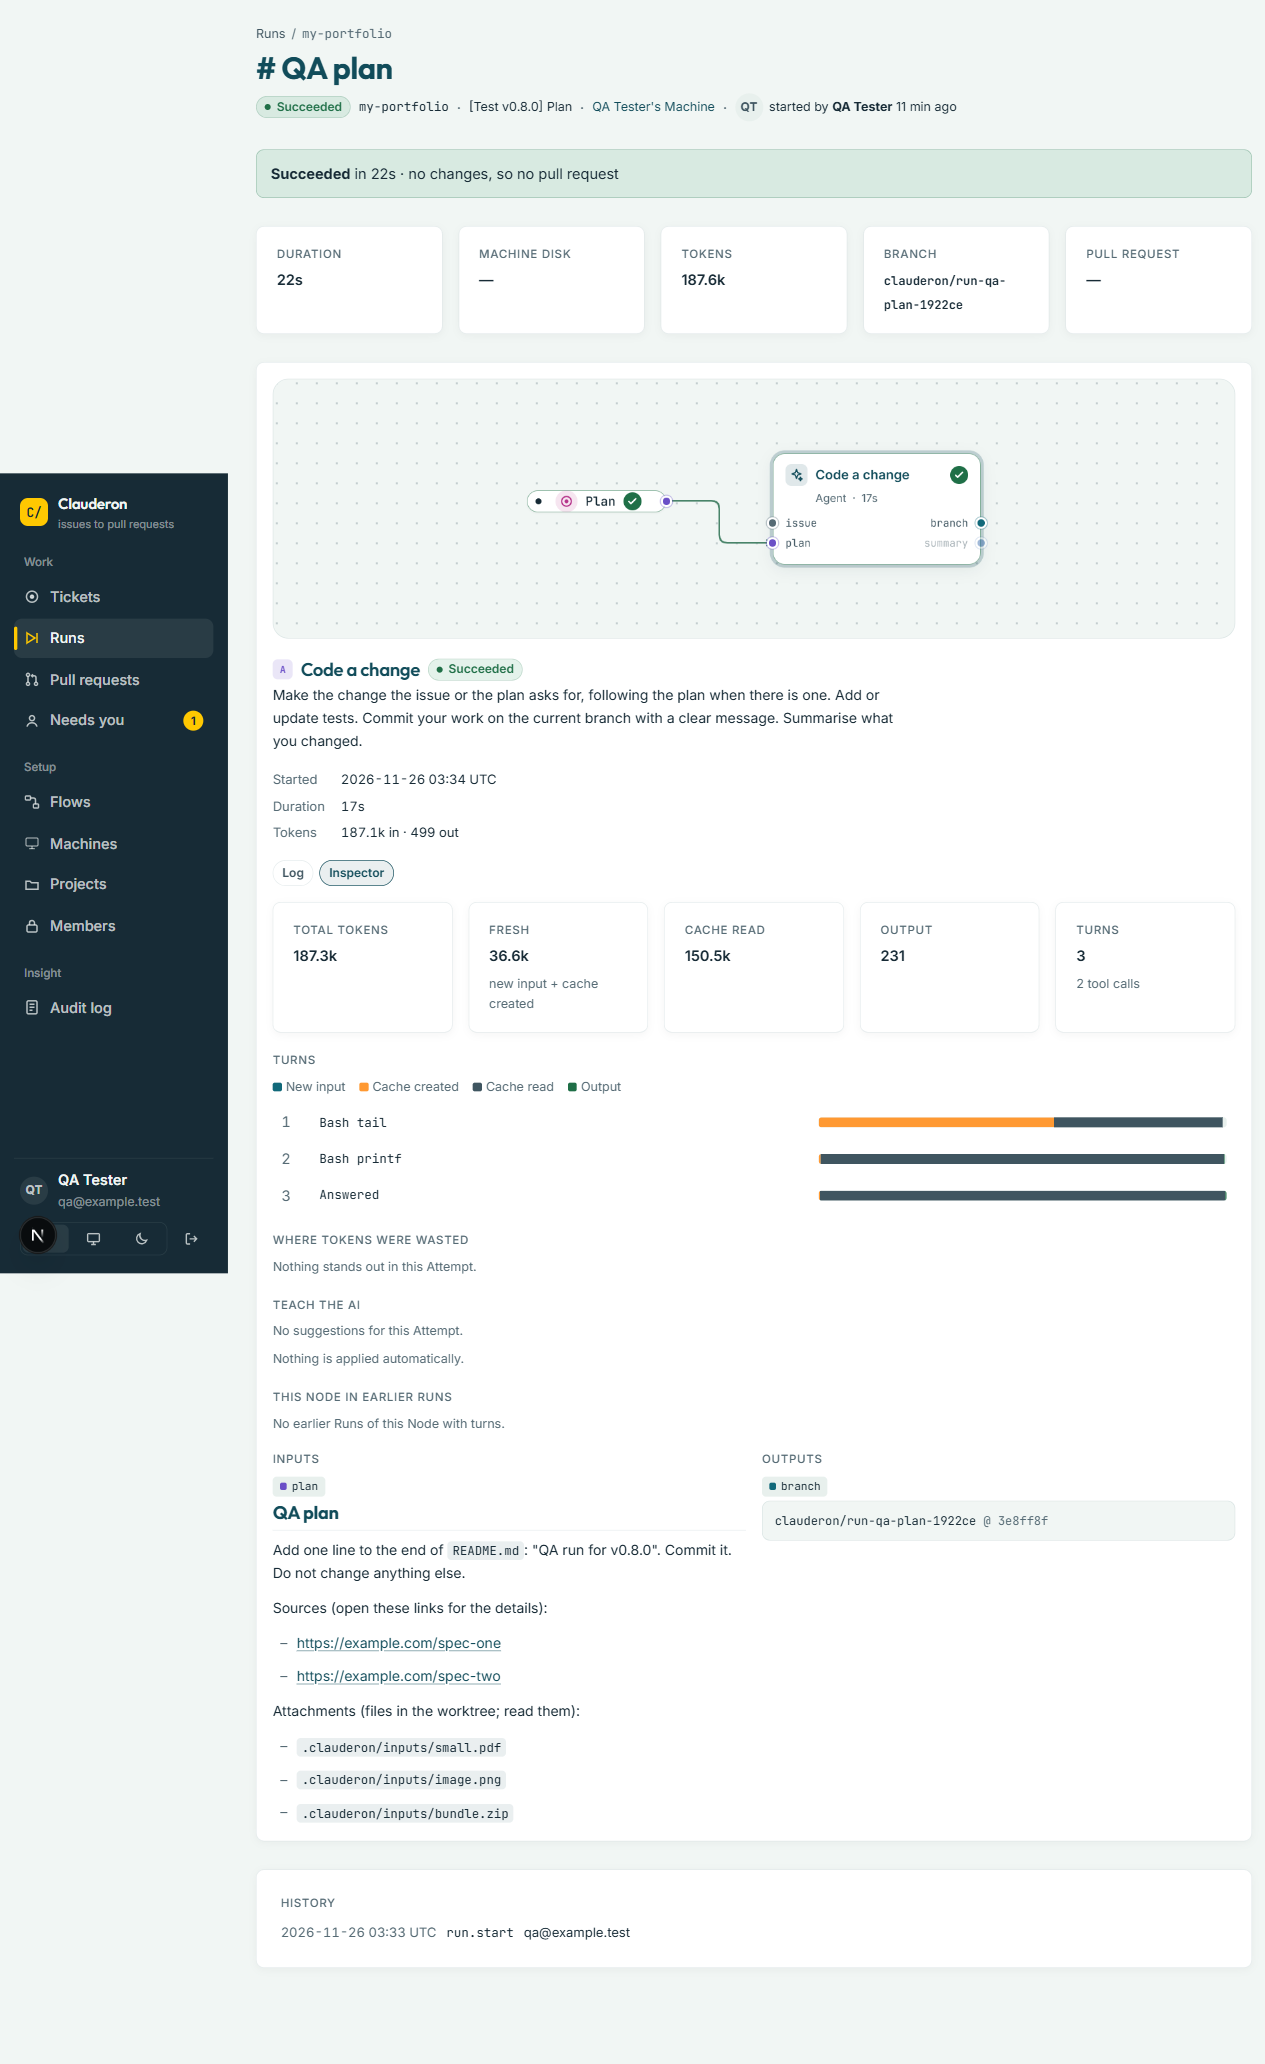 Runs / my-portfolio
# QA plan
Succeeded my-portfolio · [Test v0.8.0] Plan · QA Tester's Machine · QT started by QA Tester 11 min ago
Succeeded in 22s · no changes, so no pull request
DURATION
22s
MACHINE DISK
—
TOKENS
187.6k
BRANCH
clauderon/run-qa-
plan-1922ce
PULL REQUEST
—
C/ Clauderon
issues to pull requests
Work
Tickets
Runs
Pull requests
Needs you 1
Setup
Flows
Machines
Projects
Members
Insight
Audit log
QT QA Tester
qa@example.test
N
Plan
Code a change
Agent · 17s
issue branch
plan summary
A Code a change Succeeded
Make the change the issue or the plan asks for, following the plan when there is one. Add or
update tests. Commit your work on the current branch with a clear message. Summarise what
you changed.
Started 2026-11-26 03:34 UTC
Duration 17s
Tokens 187.1k in · 499 out
Log Inspector
TOTAL TOKENS
187.3k
FRESH
36.6k
new input + cache
created
CACHE READ
150.5k
OUTPUT
231
TURNS
3
2 tool calls
TURNS
New input Cache created Cache read Output
1 Bash tail
2 Bash printf
3 Answered
WHERE TOKENS WERE WASTED
Nothing stands out in this Attempt.
TEACH THE AI
No suggestions for this Attempt.
Nothing is applied automatically.
THIS NODE IN EARLIER RUNS
No earlier Runs of this Node with turns.
INPUTS
plan
QA plan
Add one line to the end of README.md: "QA run for v0.8.0". Commit it.
Do not change anything else.
Sources (open these links for the details):
– https://example.com/spec-one
– https://example.com/spec-two
Attachments (files in the worktree; read them):
– .clauderon/inputs/small.pdf
– .clauderon/inputs/image.png
– .clauderon/inputs/bundle.zip
OUTPUTS
branch
clauderon/run-qa-plan-1922ce @ 3e8ff8f
HISTORY
2026-11-26 03:33 UTC run.start qa@example.test